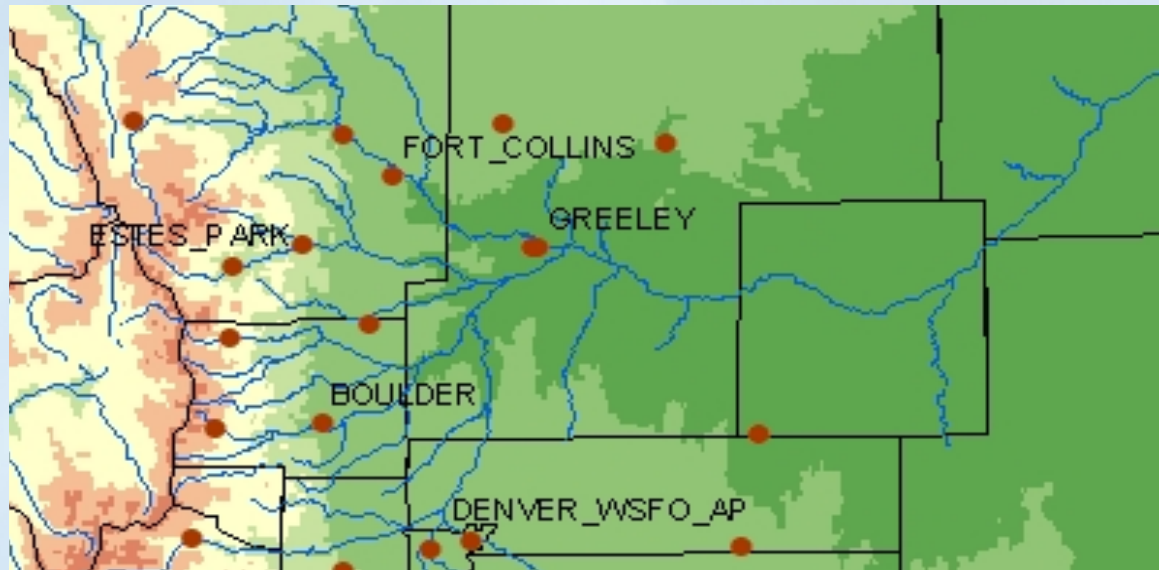 FORT_COLLINS
GREELEY
ESTES_PARK
BOULDER
DENVER_WSFO_AP